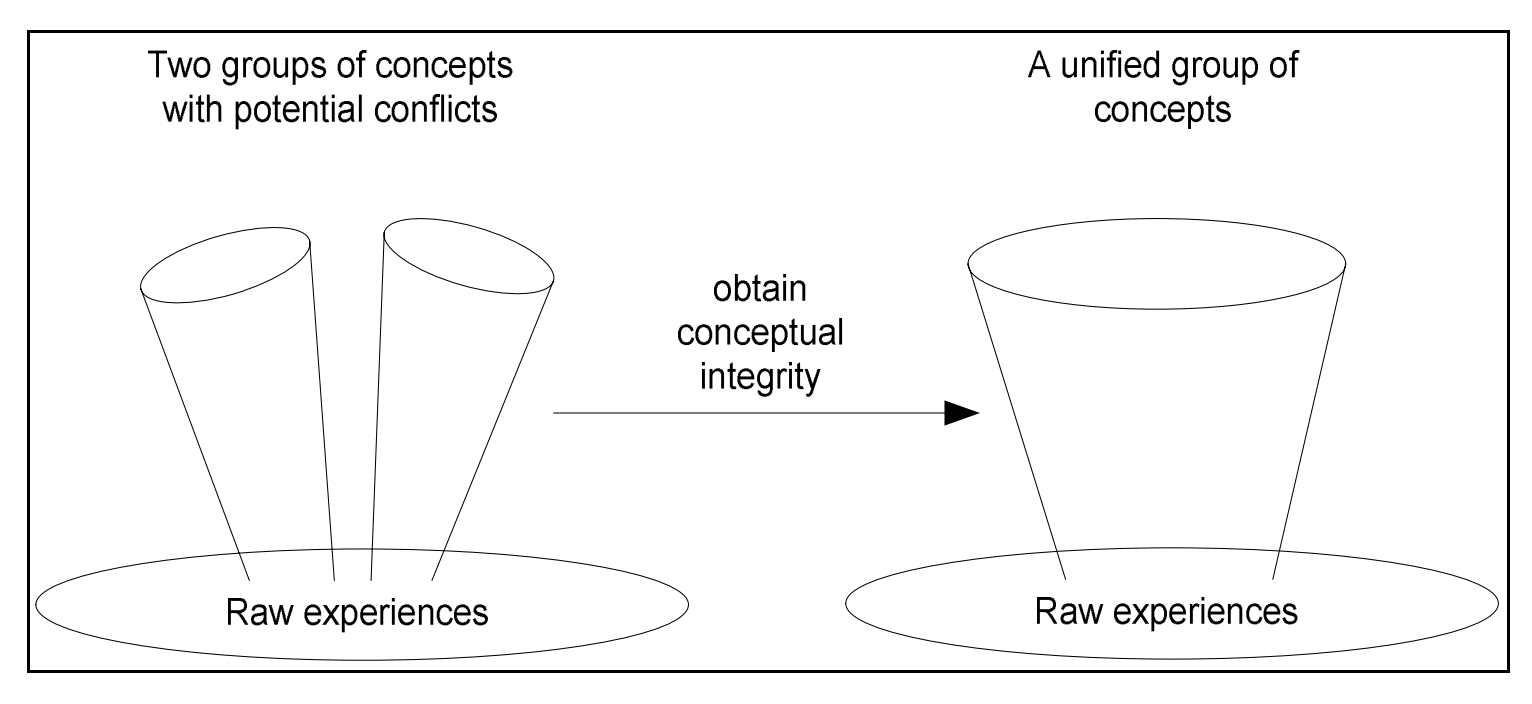 Two groups of concepts
with potential conflicts
A unified group of
concepts
obtain
conceptual
integrity
Raw experiences
Raw experiences